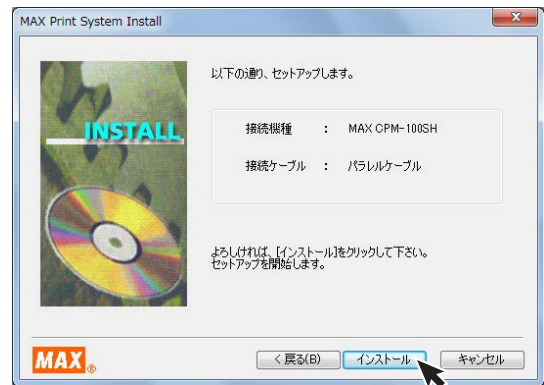 MAX Print System Install
INSTALL
以下の通り、セットアップします。
接続機種 : MAX CPM-100SH
接続ケーブル : パラレルケーブル
よろしければ、[インストール]をクリックして下さい。
セットアップを開始します。
MAX®
< 戻る(B) インストール キャンセル